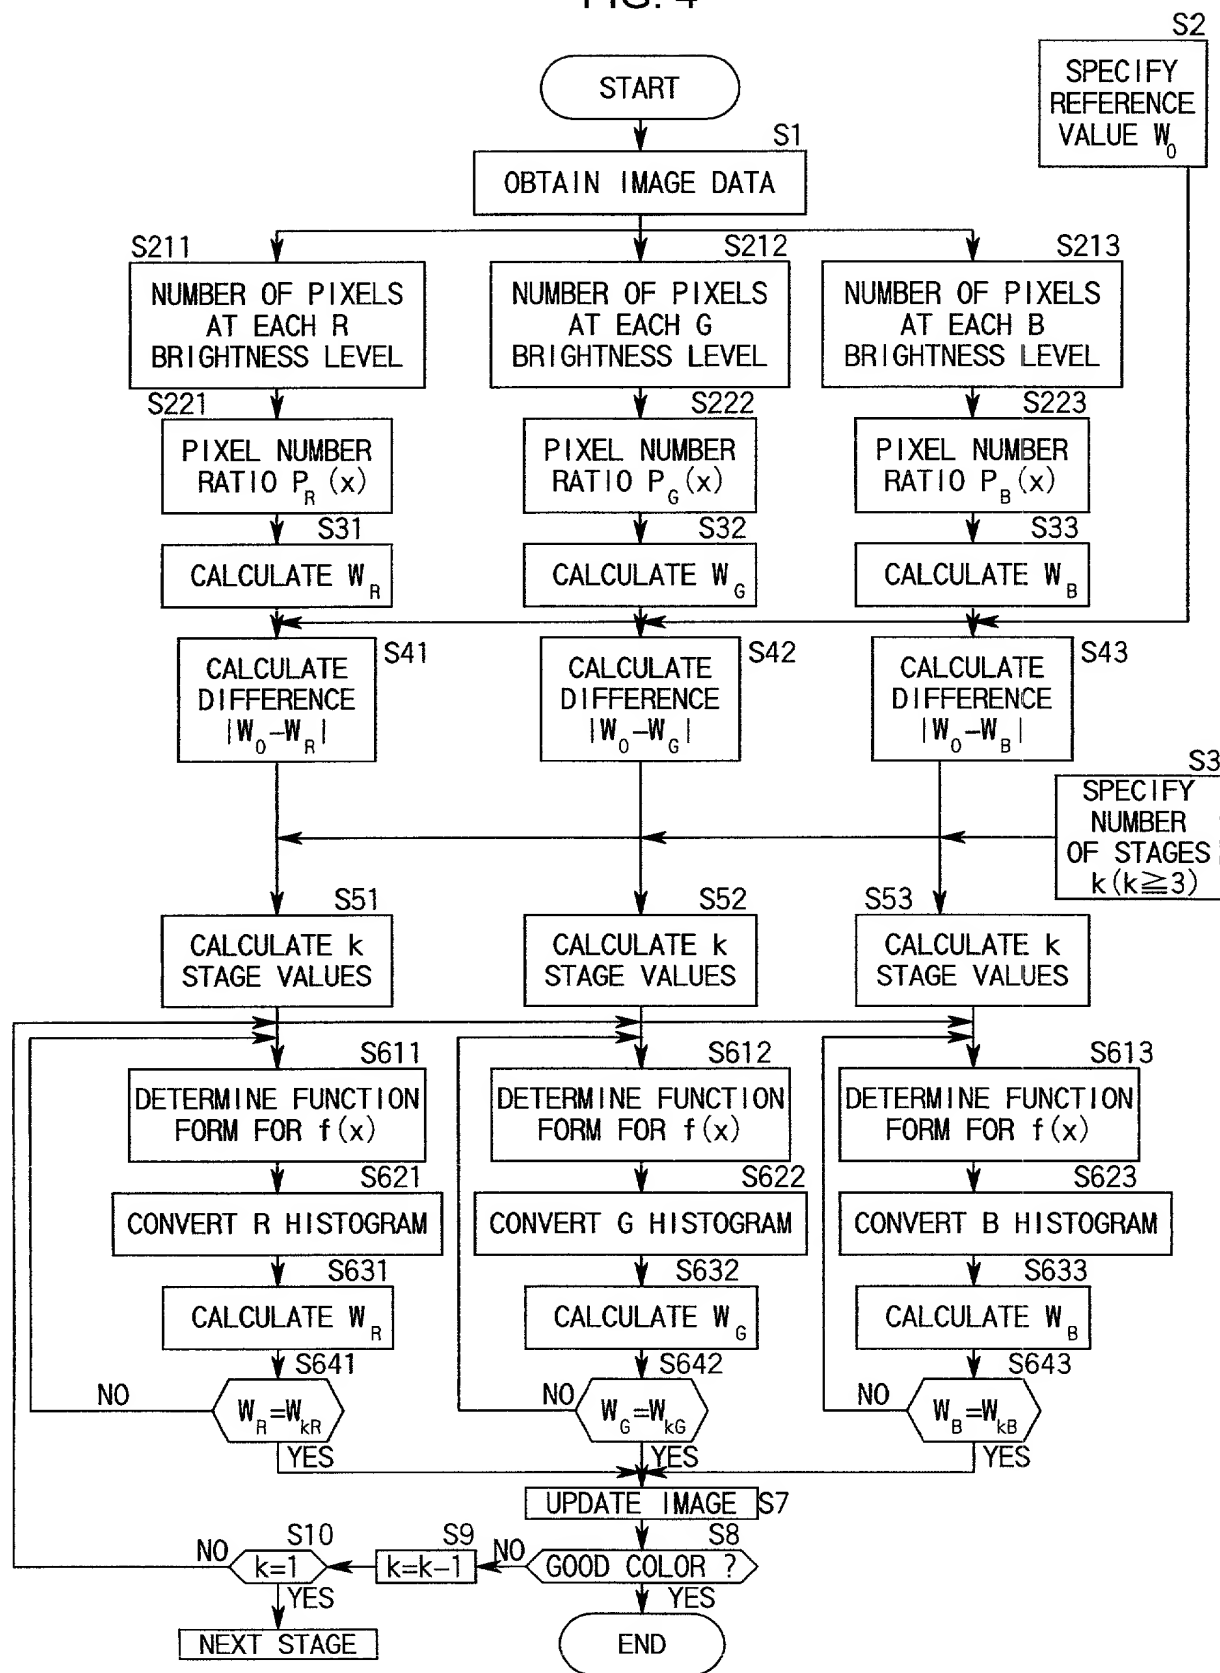 FIG. 4
S2
SPECIFY
REFERENCE
VALUE W0
START
S1
OBTAIN IMAGE DATA
S211
NUMBER OF PIXELS
AT EACH R
BRIGHTNESS LEVEL
S212
NUMBER OF PIXELS
AT EACH G
BRIGHTNESS LEVEL
S213
NUMBER OF PIXELS
AT EACH B
BRIGHTNESS LEVEL
S221
PIXEL NUMBER
RATIO PR(x)
S222
PIXEL NUMBER
RATIO PG(x)
S223
PIXEL NUMBER
RATIO PB(x)
S31
CALCULATE WR
S32
CALCULATE WG
S33
CALCULATE WB
S41
CALCULATE
DIFFERENCE
|W0-WR|
S42
CALCULATE
DIFFERENCE
|W0-WG|
S43
CALCULATE
DIFFERENCE
|W0-WB|
S3
SPECIFY
NUMBER
OF STAGES
k(k≧3)
S51
CALCULATE k
STAGE VALUES
S52
CALCULATE k
STAGE VALUES
S53
CALCULATE k
STAGE VALUES
S611
DETERMINE FUNCTION
FORM FOR f(x)
S612
DETERMINE FUNCTION
FORM FOR f(x)
S613
DETERMINE FUNCTION
FORM FOR f(x)
S621
CONVERT R HISTOGRAM
S622
CONVERT G HISTOGRAM
S623
CONVERT B HISTOGRAM
S631
CALCULATE WR
S632
CALCULATE WG
S633
CALCULATE WB
S641
NO
WR=WkR
YES
S642
NO
WG=WkG
YES
S643
NO
WB=WkB
YES
UPDATE IMAGE S7
S8
GOOD COLOR ?
NO
YES
S9
k=k-1
S10
NO
k=1
YES
NEXT STAGE
END